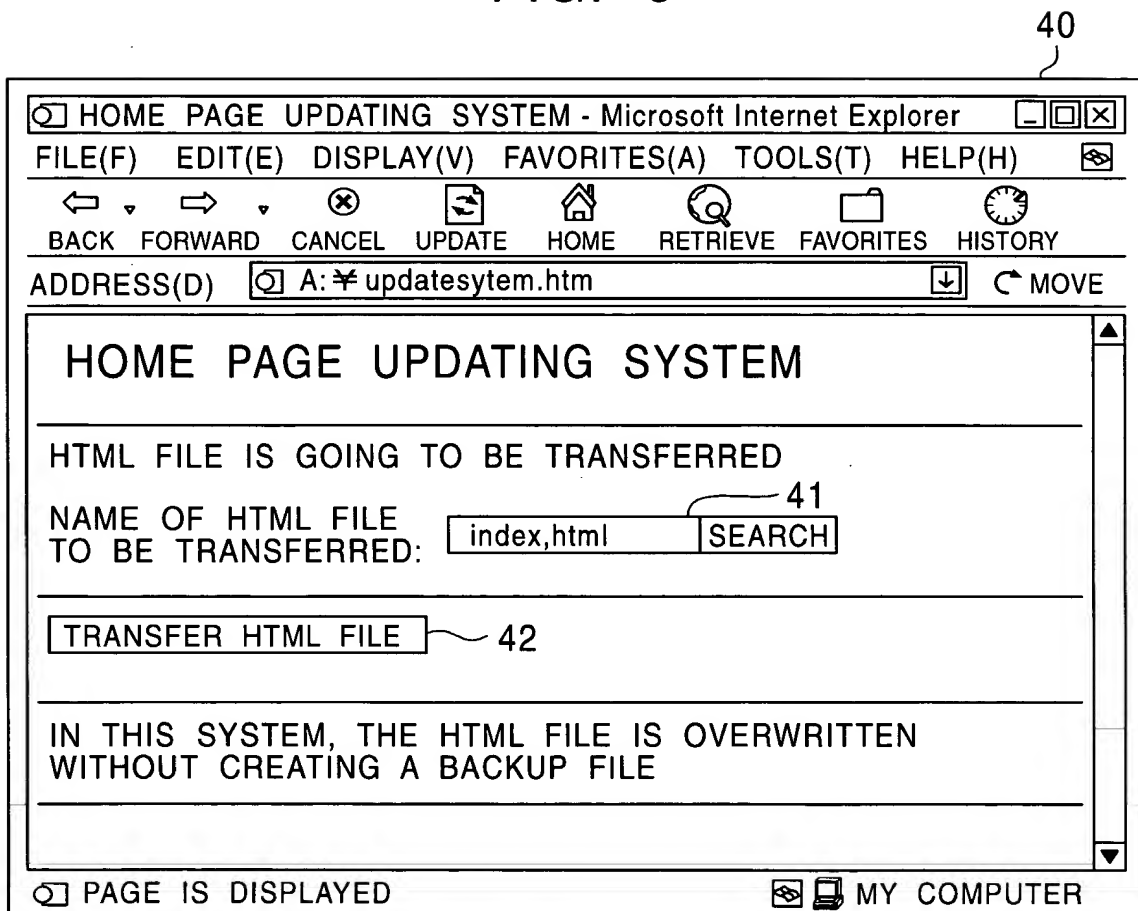 40
HOME PAGE UPDATING SYSTEM - Microsoft Internet Explorer
FILE(F) EDIT(E) DISPLAY(V) FAVORITES(A) TOOLS(T) HELP(H)
BACK FORWARD CANCEL UPDATE HOME RETRIEVE FAVORITES HISTORY
ADDRESS(D) A:¥updatesytem.htm MOVE
HOME PAGE UPDATING SYSTEM
HTML FILE IS GOING TO BE TRANSFERRED
41
NAME OF HTML FILE
TO BE TRANSFERRED: index,html SEARCH
TRANSFER HTML FILE 42
IN THIS SYSTEM, THE HTML FILE IS OVERWRITTEN
WITHOUT CREATING A BACKUP FILE
PAGE IS DISPLAYED MY COMPUTER